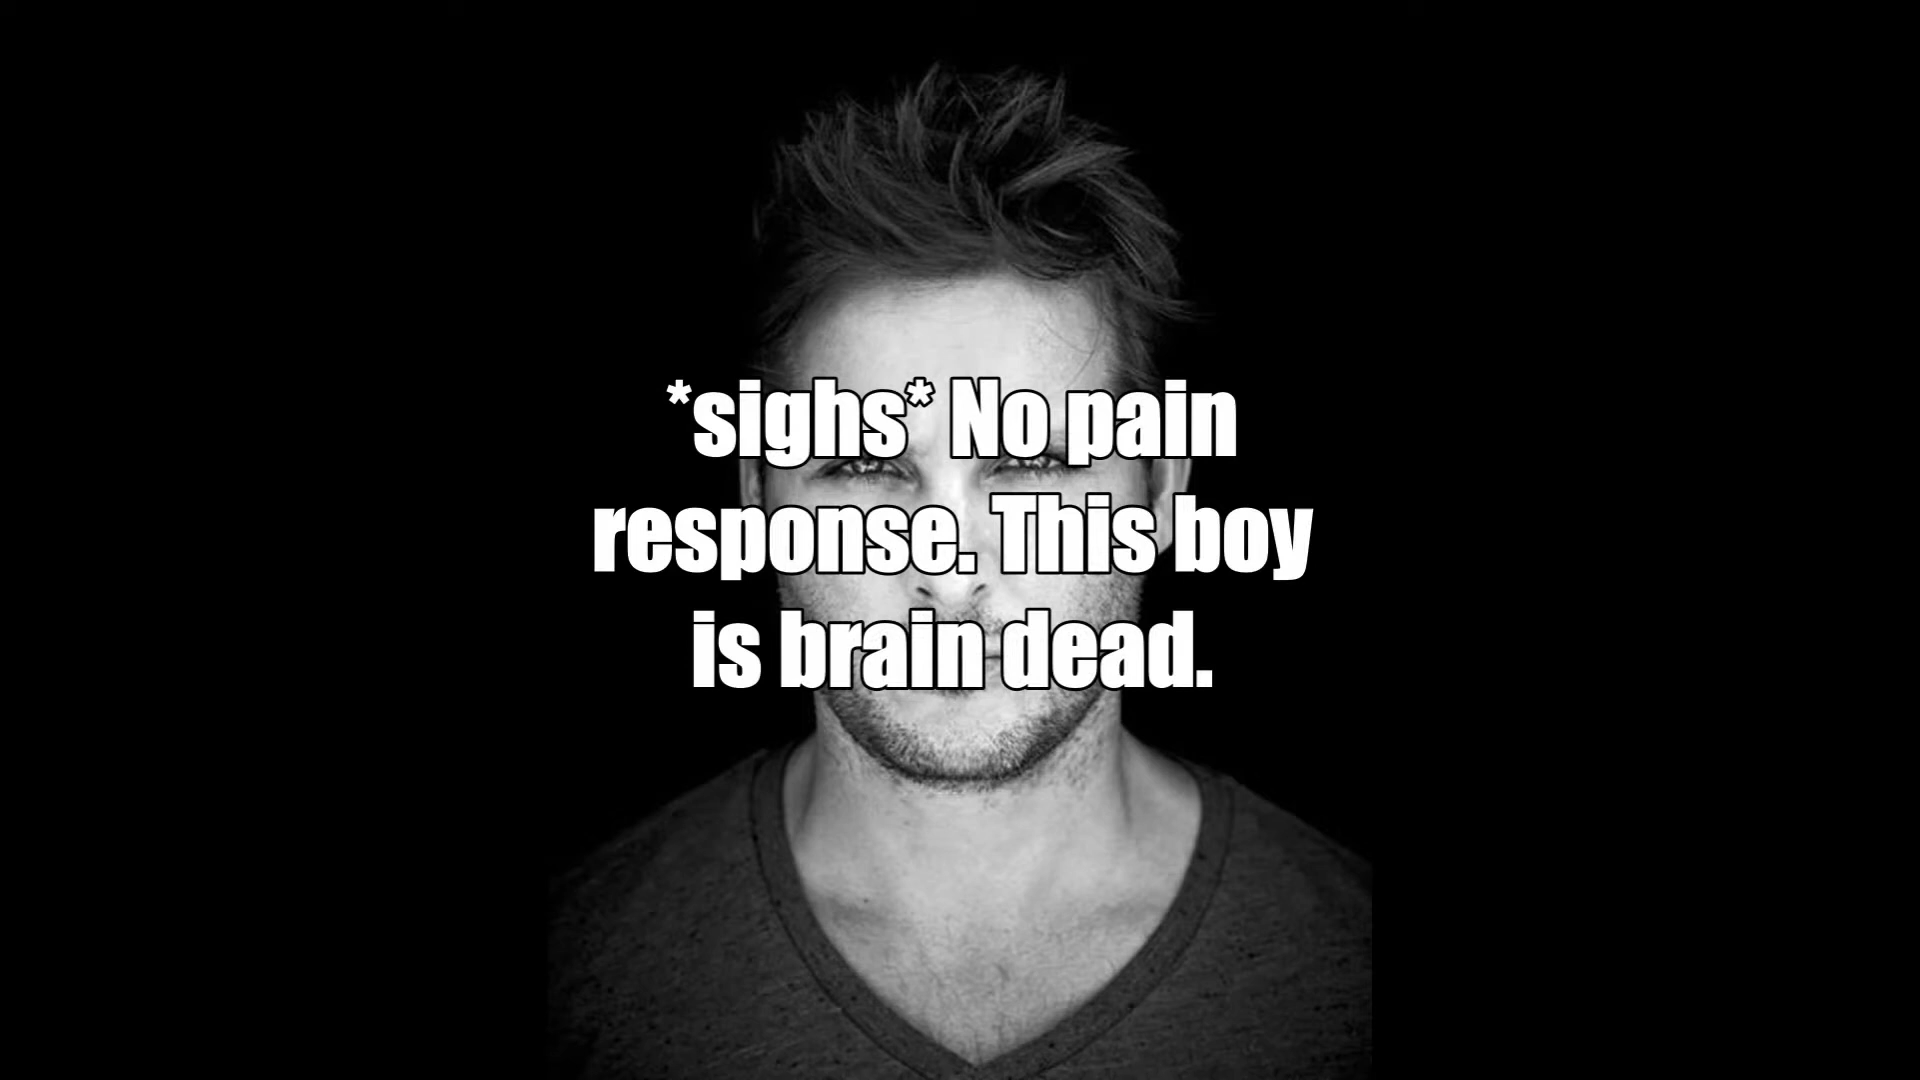 *sighs* No pain
response. This boy
is brain dead.